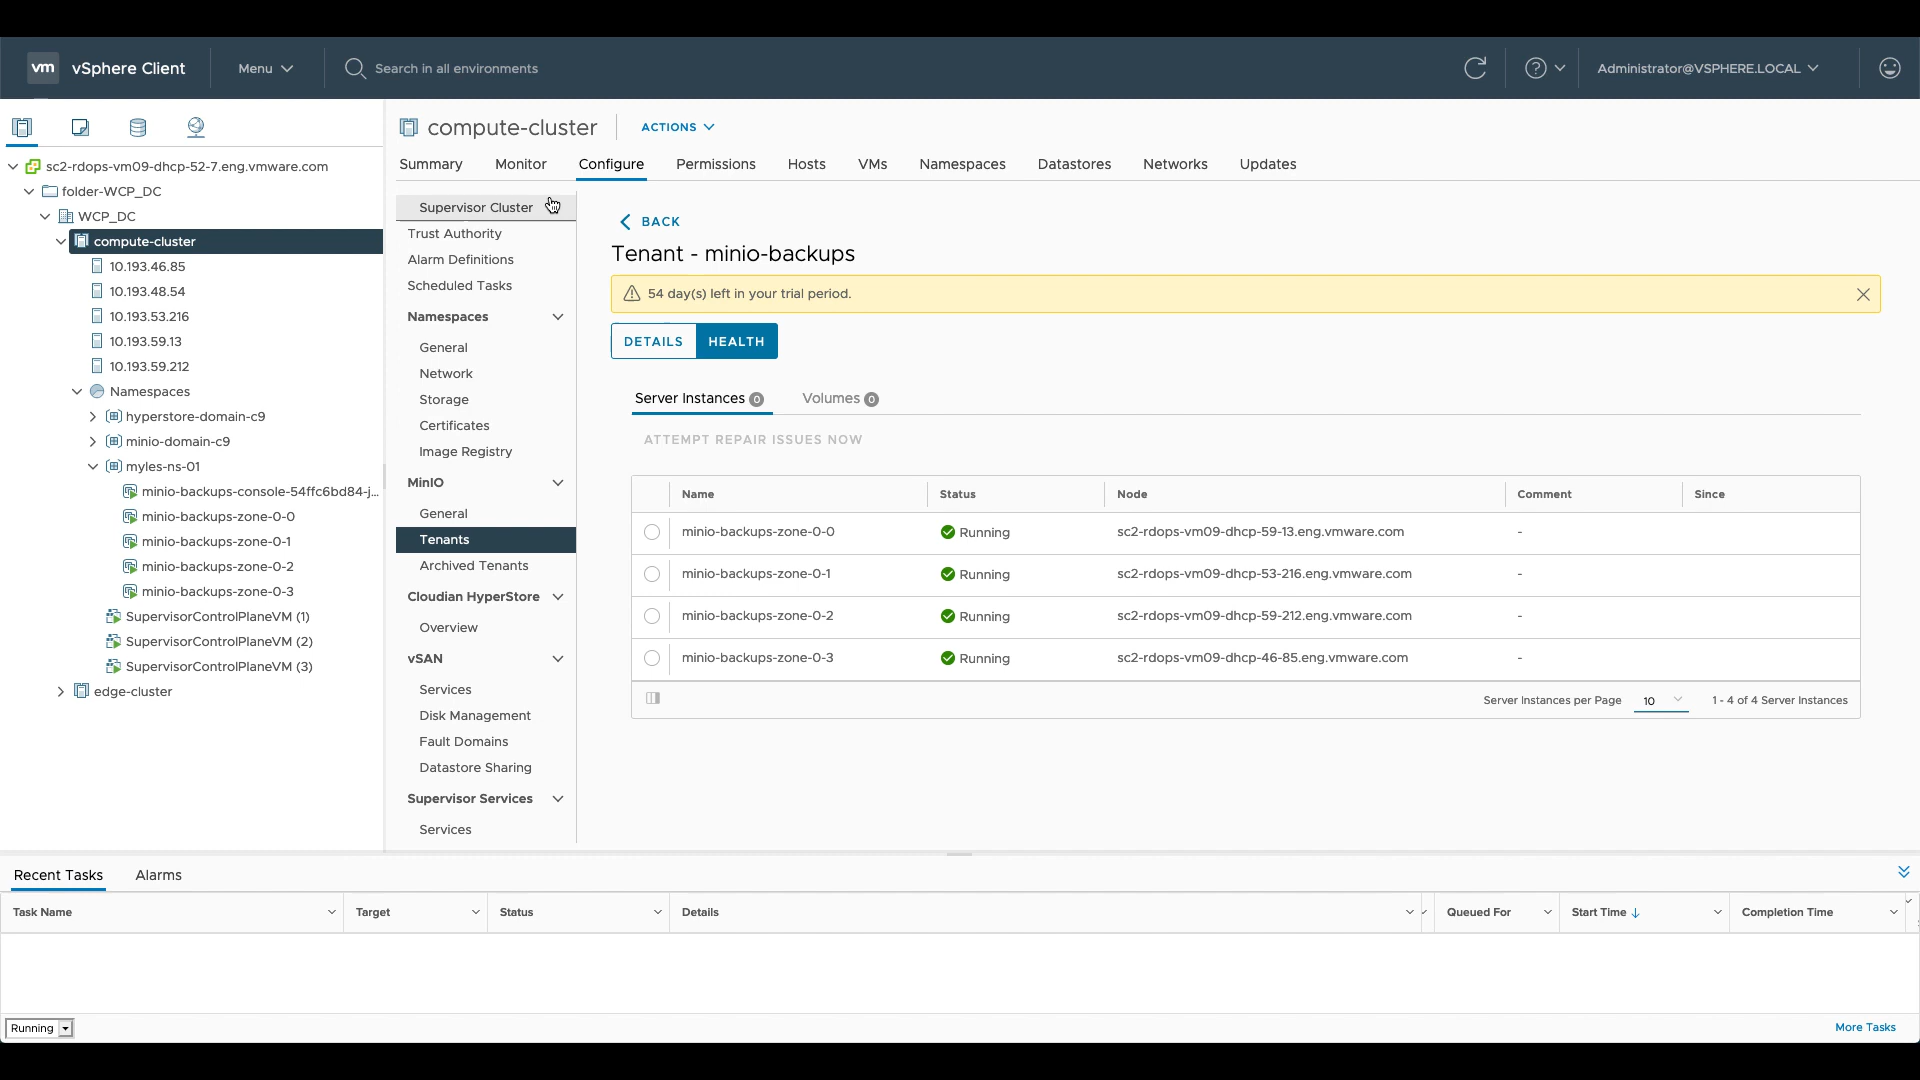 vm vSphere Client Menu Search in all environments Administrator@VSPHERE.LOCAL
sc2-rdops-vm09-dhcp-52-7.eng.vmware.com
folder-WCP_DC
WCP_DC
compute-cluster
10.193.46.85
10.193.48.54
10.193.53.216
10.193.59.13
10.193.59.212
Namespaces
hyperstore-domain-c9
minio-domain-c9
myles-ns-01
minio-backups-console-54ffc6bd84-j...
minio-backups-zone-0-0
minio-backups-zone-0-1
minio-backups-zone-0-2
minio-backups-zone-0-3
SupervisorControlPlaneVM (1)
SupervisorControlPlaneVM (2)
SupervisorControlPlaneVM (3)
edge-cluster
compute-cluster ACTIONS
Summary Monitor Configure Permissions Hosts VMs Namespaces Datastores Networks Updates
Supervisor Cluster
Trust Authority
Alarm Definitions
Scheduled Tasks
Namespaces
General
Network
Storage
Certificates
Image Registry
MinIO
General
Tenants
Archived Tenants
Cloudian HyperStore
Overview
vSAN
Services
Disk Management
Fault Domains
Datastore Sharing
Supervisor Services
Services
BACK
Tenant - minio-backups
54 day(s) left in your trial period.
DETAILS HEALTH
Server Instances 0 Volumes 0
ATTEMPT REPAIR ISSUES NOW
Name Status Node Comment Since
minio-backups-zone-0-0 Running sc2-rdops-vm09-dhcp-59-13.eng.vmware.com -
minio-backups-zone-0-1 Running sc2-rdops-vm09-dhcp-53-216.eng.vmware.com -
minio-backups-zone-0-2 Running sc2-rdops-vm09-dhcp-59-212.eng.vmware.com -
minio-backups-zone-0-3 Running sc2-rdops-vm09-dhcp-46-85.eng.vmware.com -
Server Instances per Page 10 1 - 4 of 4 Server Instances
Recent Tasks Alarms
Task Name Target Status Details Queued For Start Time Completion Time
Running More Tasks